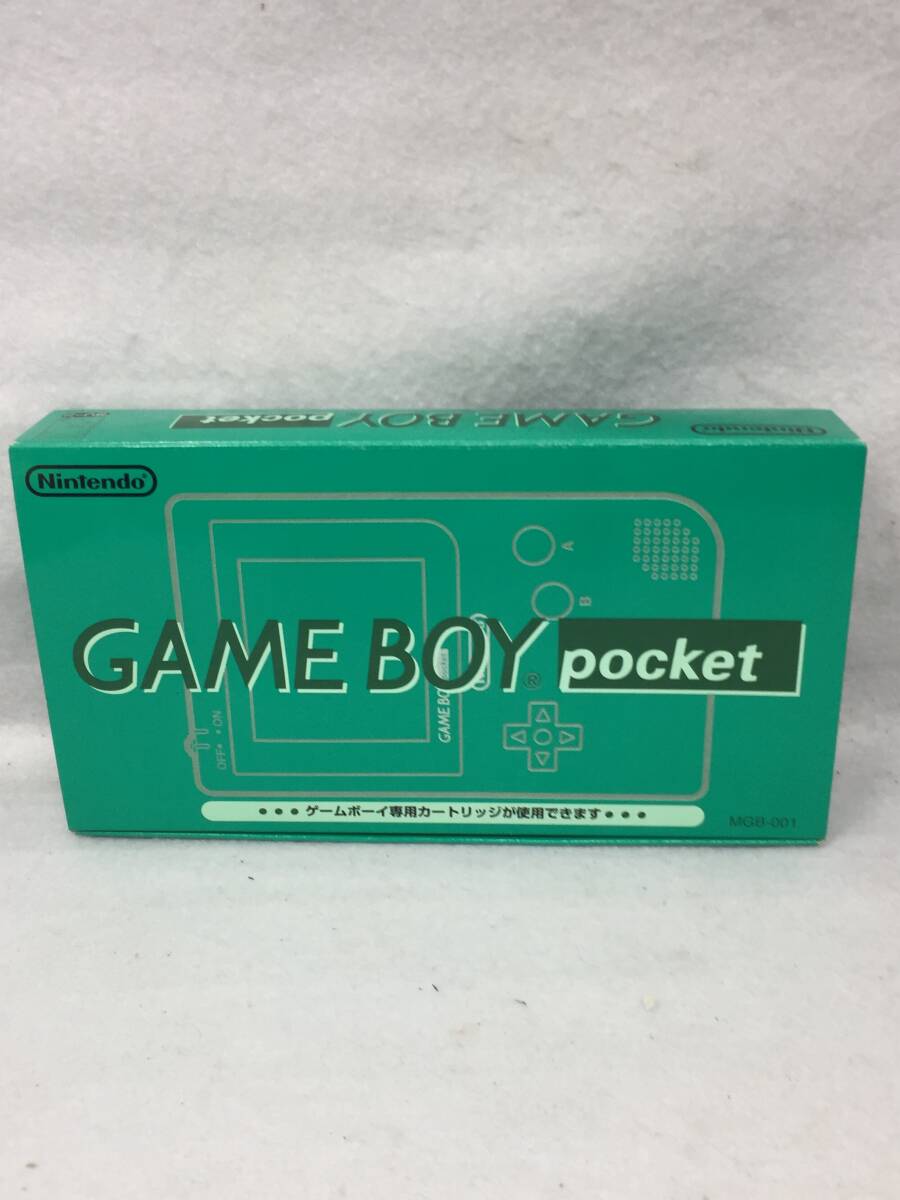 GAME BOY pocket
Nintendo
Nintendo®
A
B
GAME BOY® pocket
GAME BOY pocket
OFF• •ON
•••ゲームボーイ専用カートリッジが使用できます•••
MGB-001